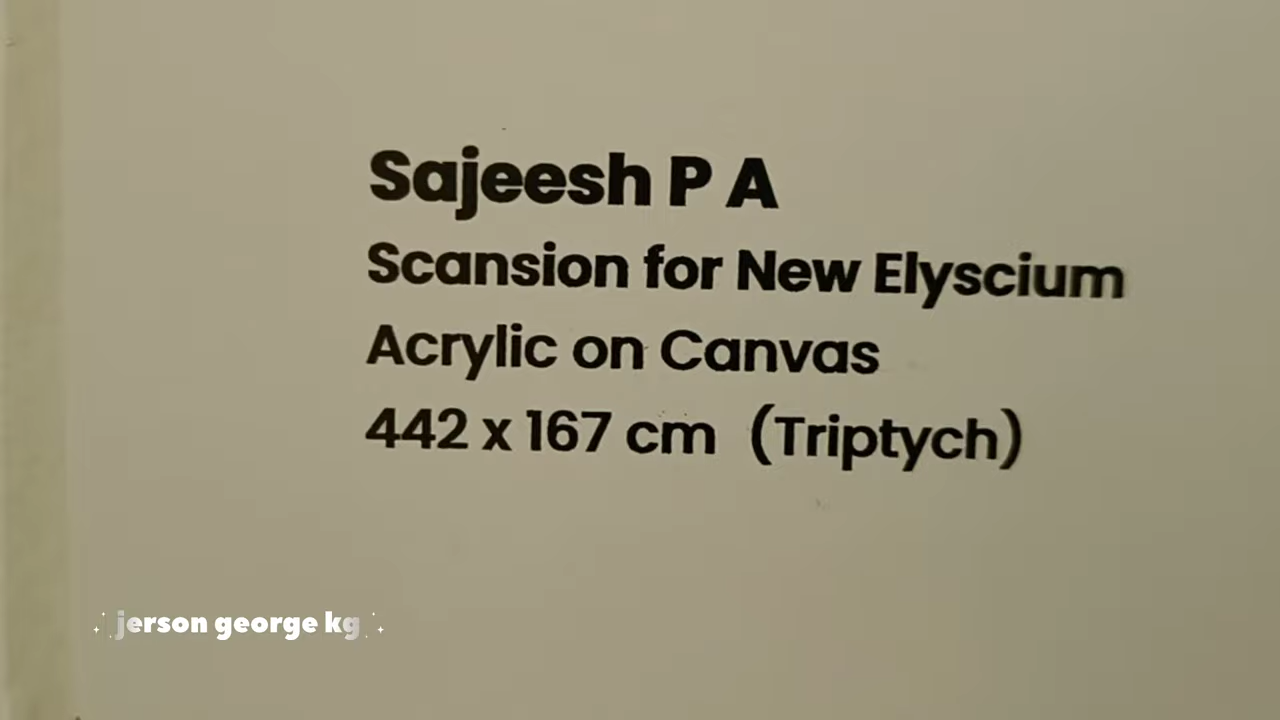 Sajeesh P A
Scansion for New Elyscium
Acrylic on Canvas
442 x 167 cm (Triptych)
jerson george kg